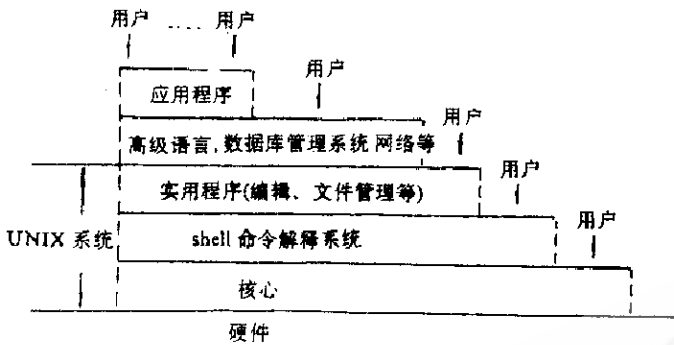 用户 ..... 用户
用户
应用程序
用户
高级语言,数据库管理系统 网络等
用户
实用程序(编辑、文件管理等)
用户
UNIX 系统
shell 命令解释系统
核心
硬件